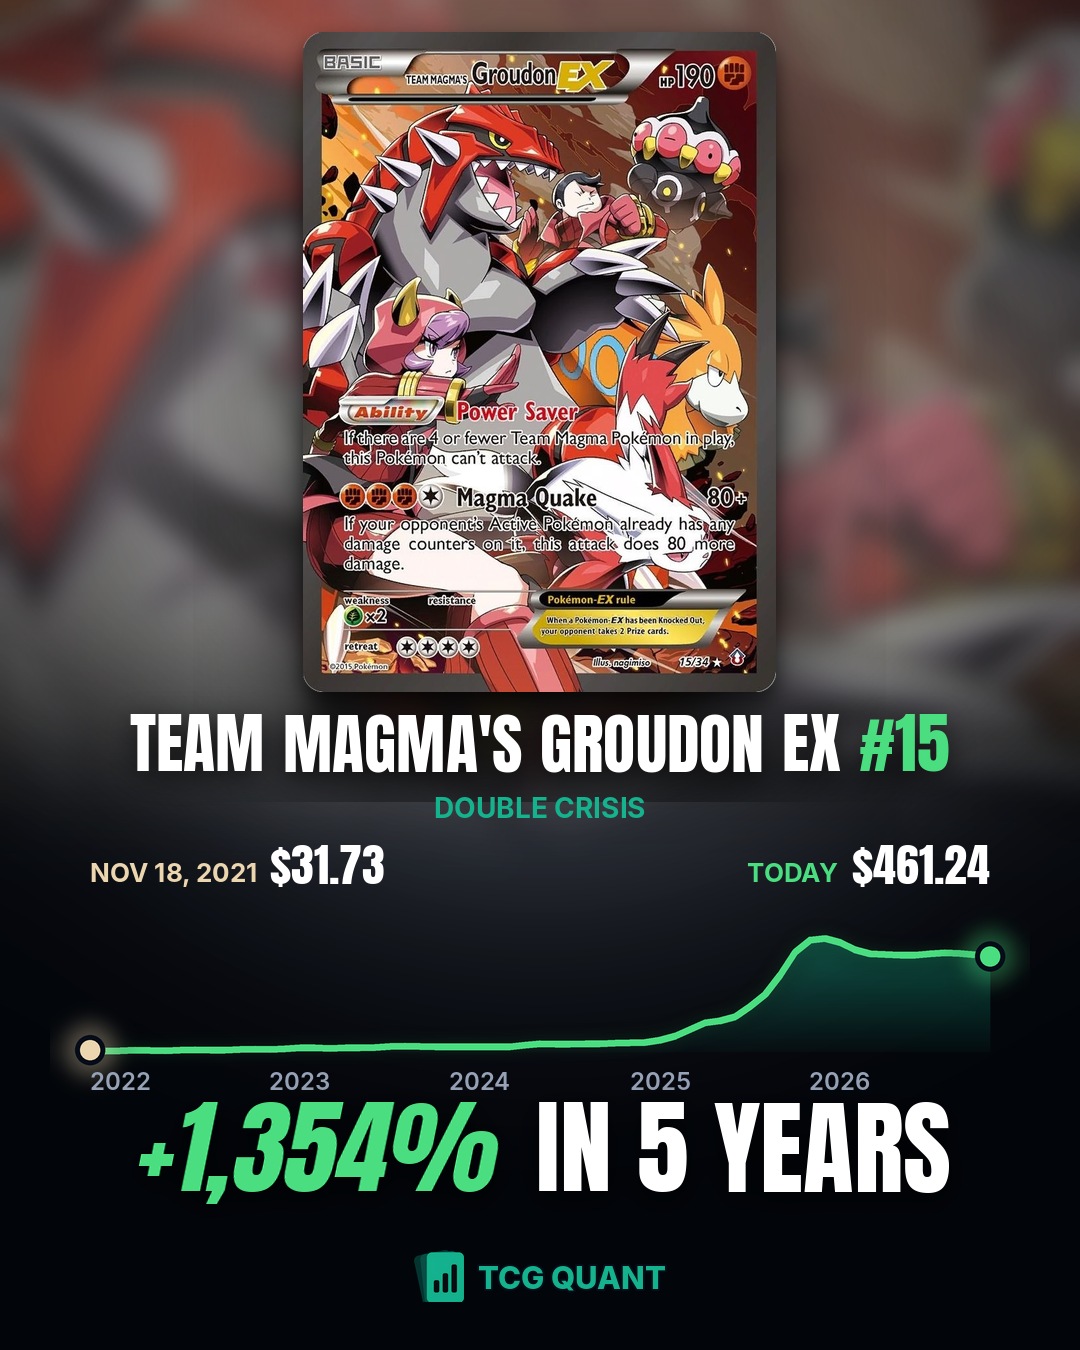 BASIC
TEAM MAGMA'S Groudon EX HP190
Ability Power Saver
If there are 4 or fewer Team Magma Pokémon in play,
this Pokémon can't attack.
Magma Quake 80+
If your opponent's Active Pokémon already has any
damage counters on it, this attack does 80 more
damage.
weakness resistance
×2
Pokémon-EX rule
When a Pokémon-EX has been Knocked Out,
your opponent takes 2 Prize cards.
retreat
©2015 Pokémon
Illus. nagimiso 15/34
TEAM MAGMA'S GROUDON EX #15
DOUBLE CRISIS
NOV 18, 2021 $31.73
TODAY $461.24
2022 2023 2024 2025 2026
+1,354% IN 5 YEARS
TCG QUANT